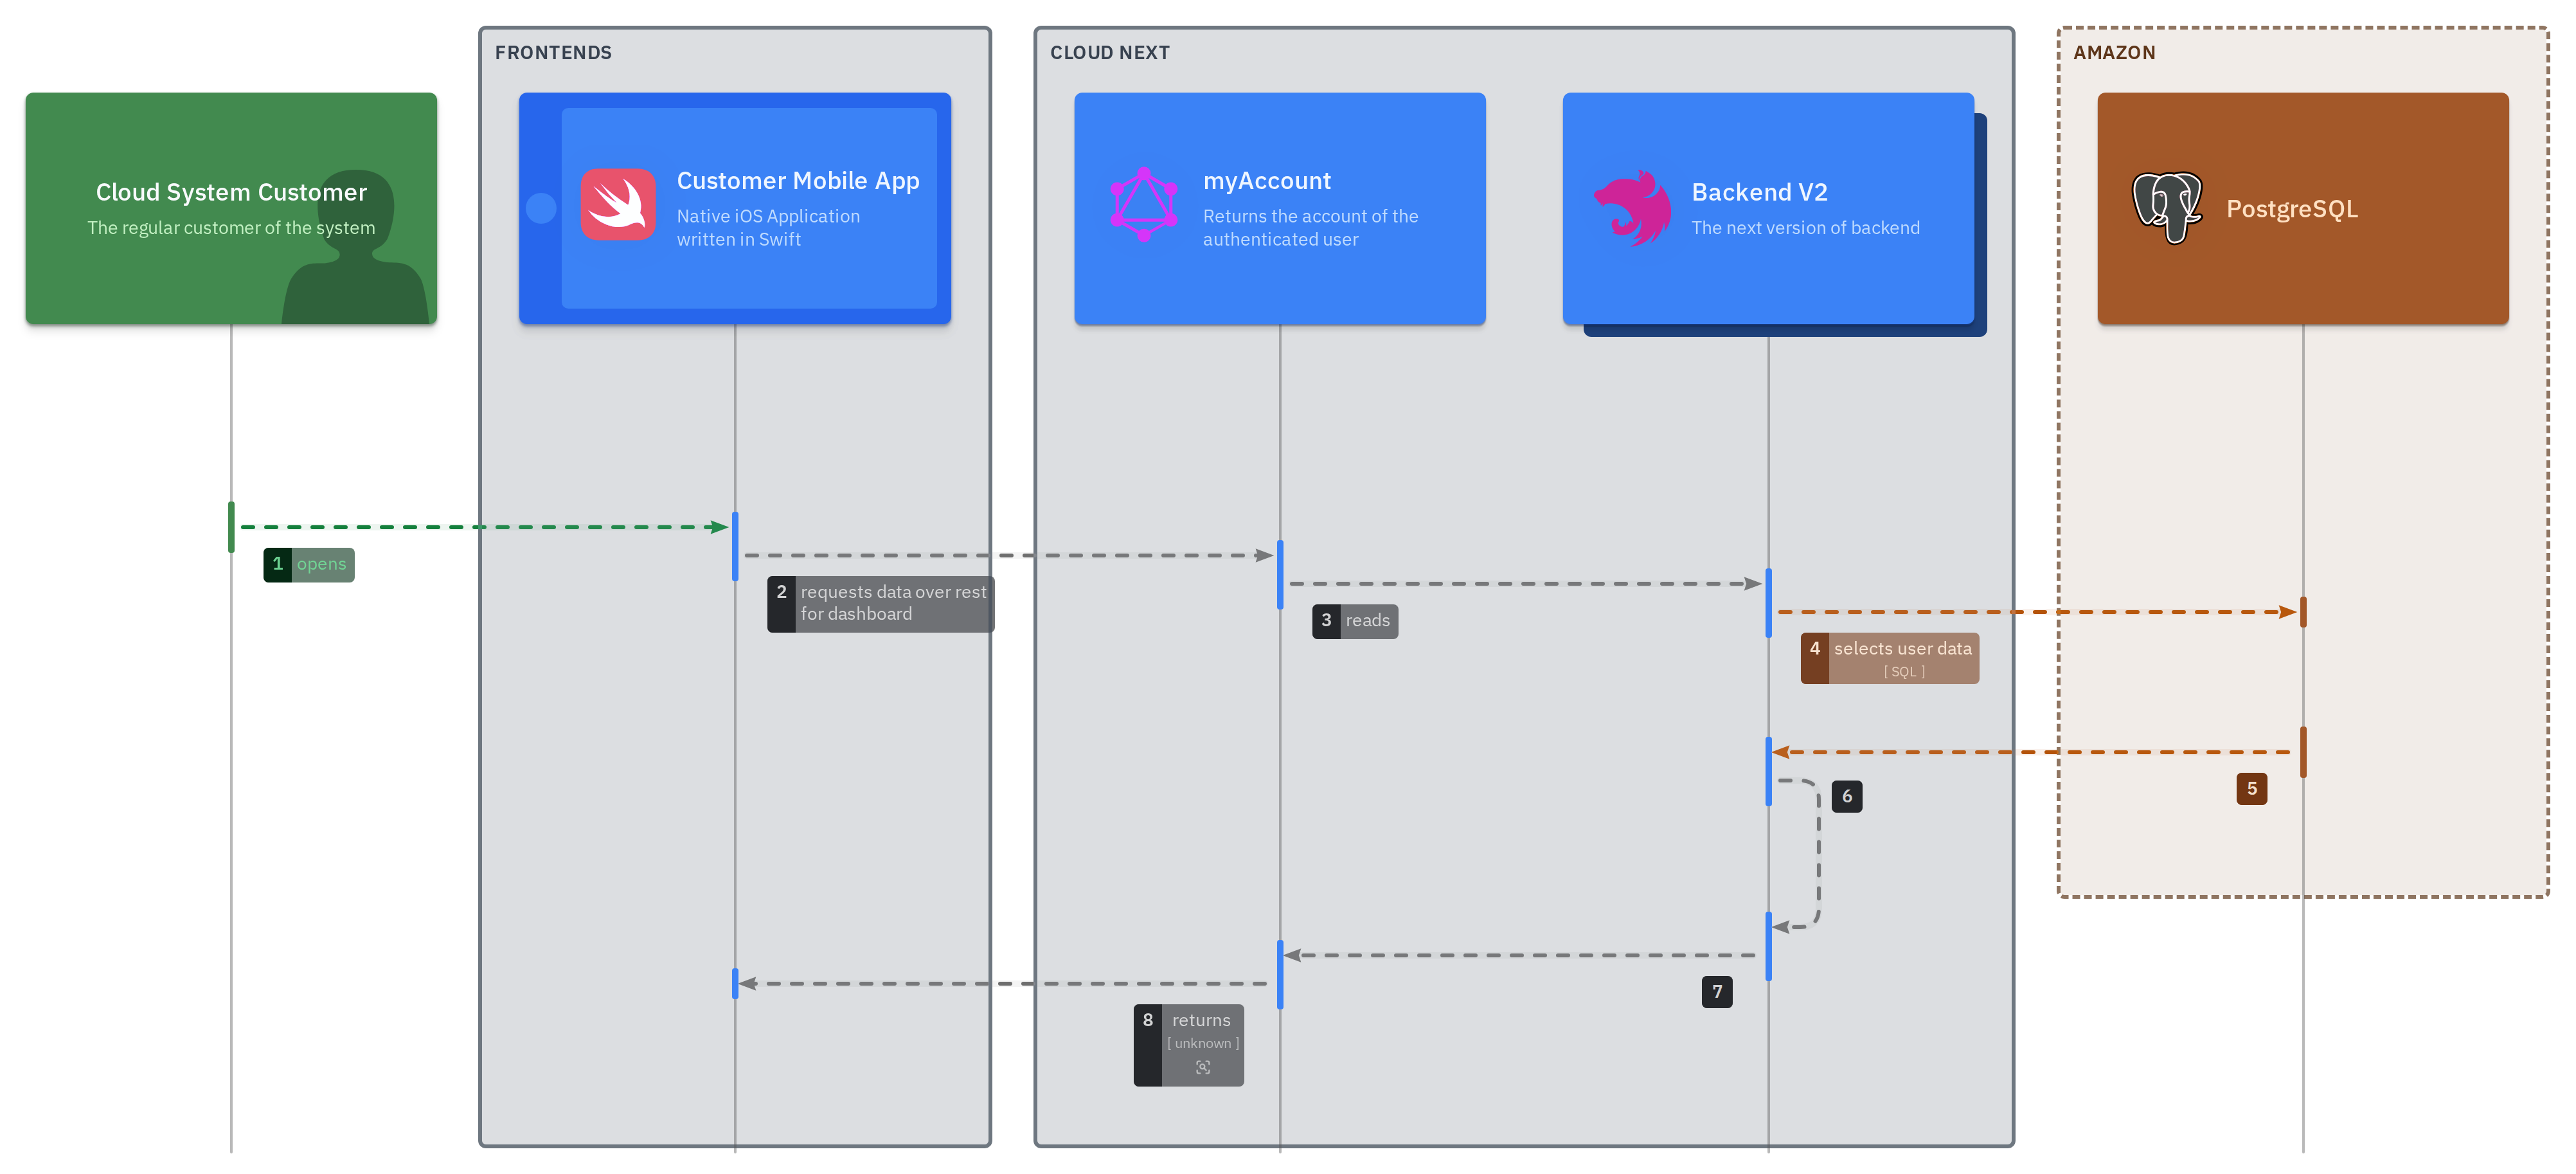 FRONTENDS
CLOUD NEXT
AMAZON
Cloud System Customer
The regular customer of the system
Customer Mobile App
Native iOS Application
written in Swift
myAccount
Returns the account of the
authenticated user
Backend V2
The next version of backend
PostgreSQL
1 opens
2 requests data over rest
for dashboard
3 reads
4 selects user data
[ SQL ]
5
6
7
8 returns
[ unknown ]